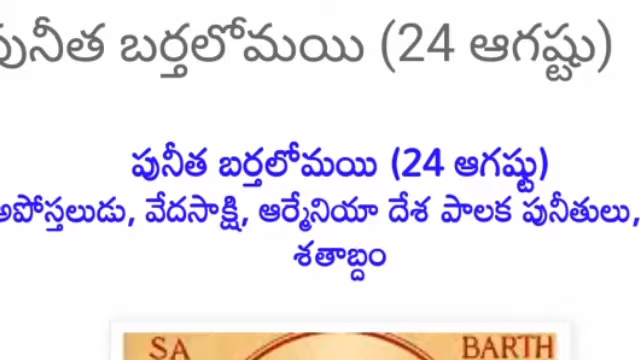 పునీత బర్తలోమయి (24 ఆగష్టు)
పునీత బర్తలోమయి (24 ఆగష్టు)
అపోస్తలుడు, వేదసాక్షి, ఆర్మేనియా దేశ పాలక పునీతులు,
శతాబ్దం
SA BARTH